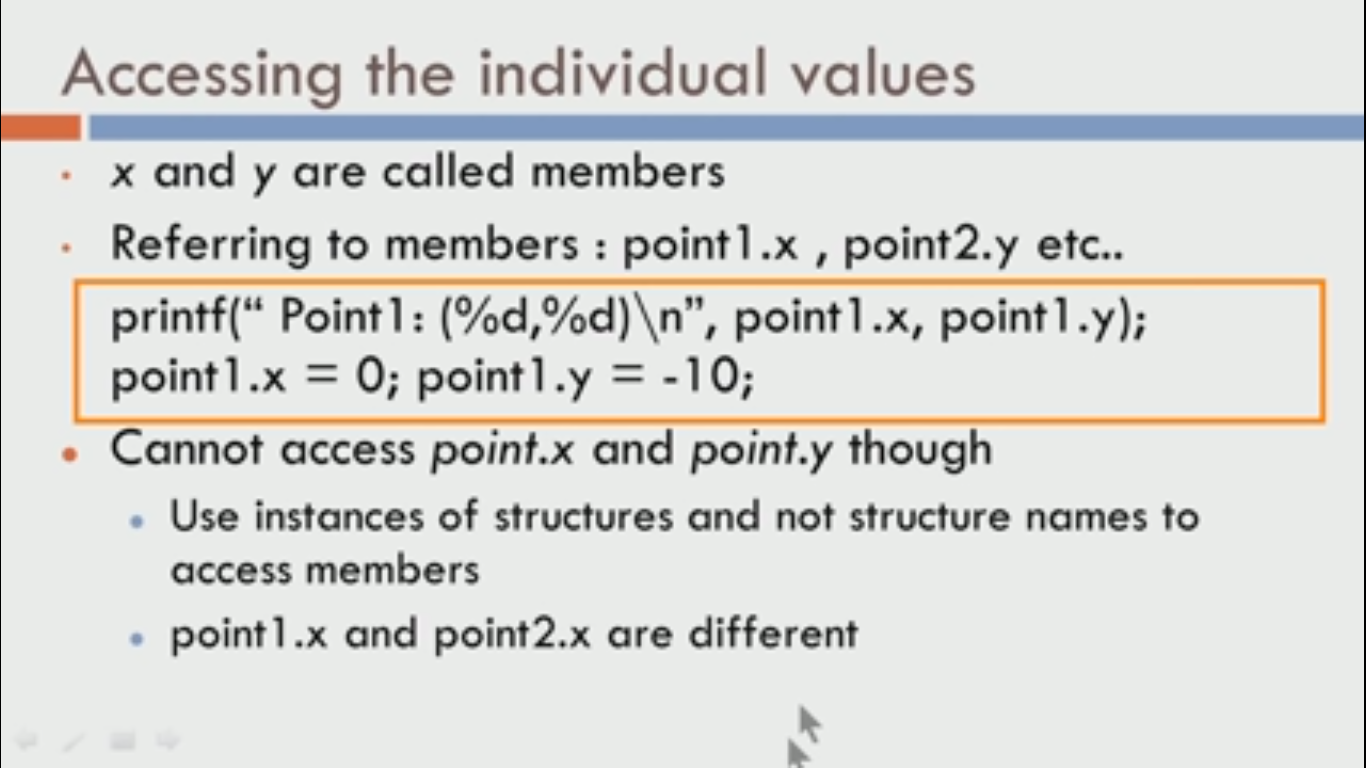 Accessing the individual values
x and y are called members
Referring to members : point1.x , point2.y etc..
printf(“ Point1: (%d,%d)\n”, point1.x, point1.y);
point1.x = 0; point1.y = -10;
Cannot access point.x and point.y though
Use instances of structures and not structure names to
access members
point1.x and point2.x are different